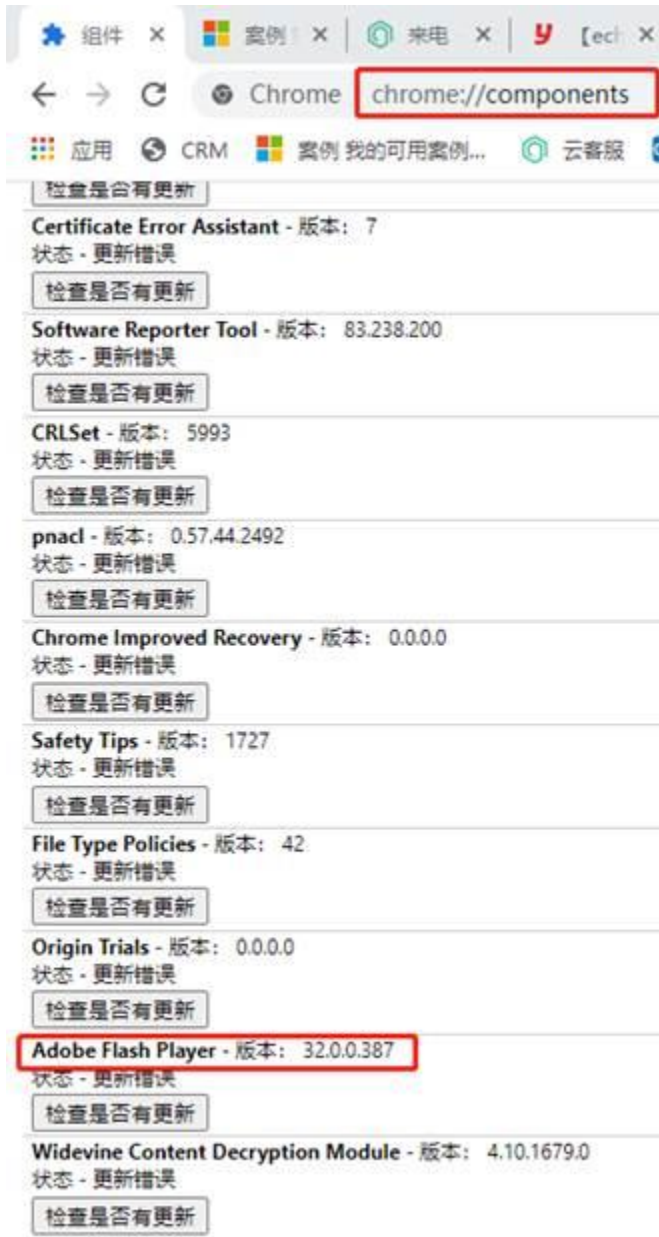 组件
案例
来电
【ech
Chrome
chrome://components
应用
CRM
案例 我的可用案例...
云客服
检查是否有更新
Certificate Error Assistant - 版本： 7
状态 - 更新错误
检查是否有更新
Software Reporter Tool - 版本： 83.238.200
状态 - 更新错误
检查是否有更新
CRLSet - 版本： 5993
状态 - 更新错误
检查是否有更新
pnacl - 版本： 0.57.44.2492
状态 - 更新错误
检查是否有更新
Chrome Improved Recovery - 版本： 0.0.0.0
状态 - 更新错误
检查是否有更新
Safety Tips - 版本： 1727
状态 - 更新错误
检查是否有更新
File Type Policies - 版本： 42
状态 - 更新错误
检查是否有更新
Origin Trials - 版本： 0.0.0.0
状态 - 更新错误
检查是否有更新
Adobe Flash Player - 版本： 32.0.0.387
状态 - 更新错误
检查是否有更新
Widevine Content Decryption Module - 版本： 4.10.1679.0
状态 - 更新错误
检查是否有更新